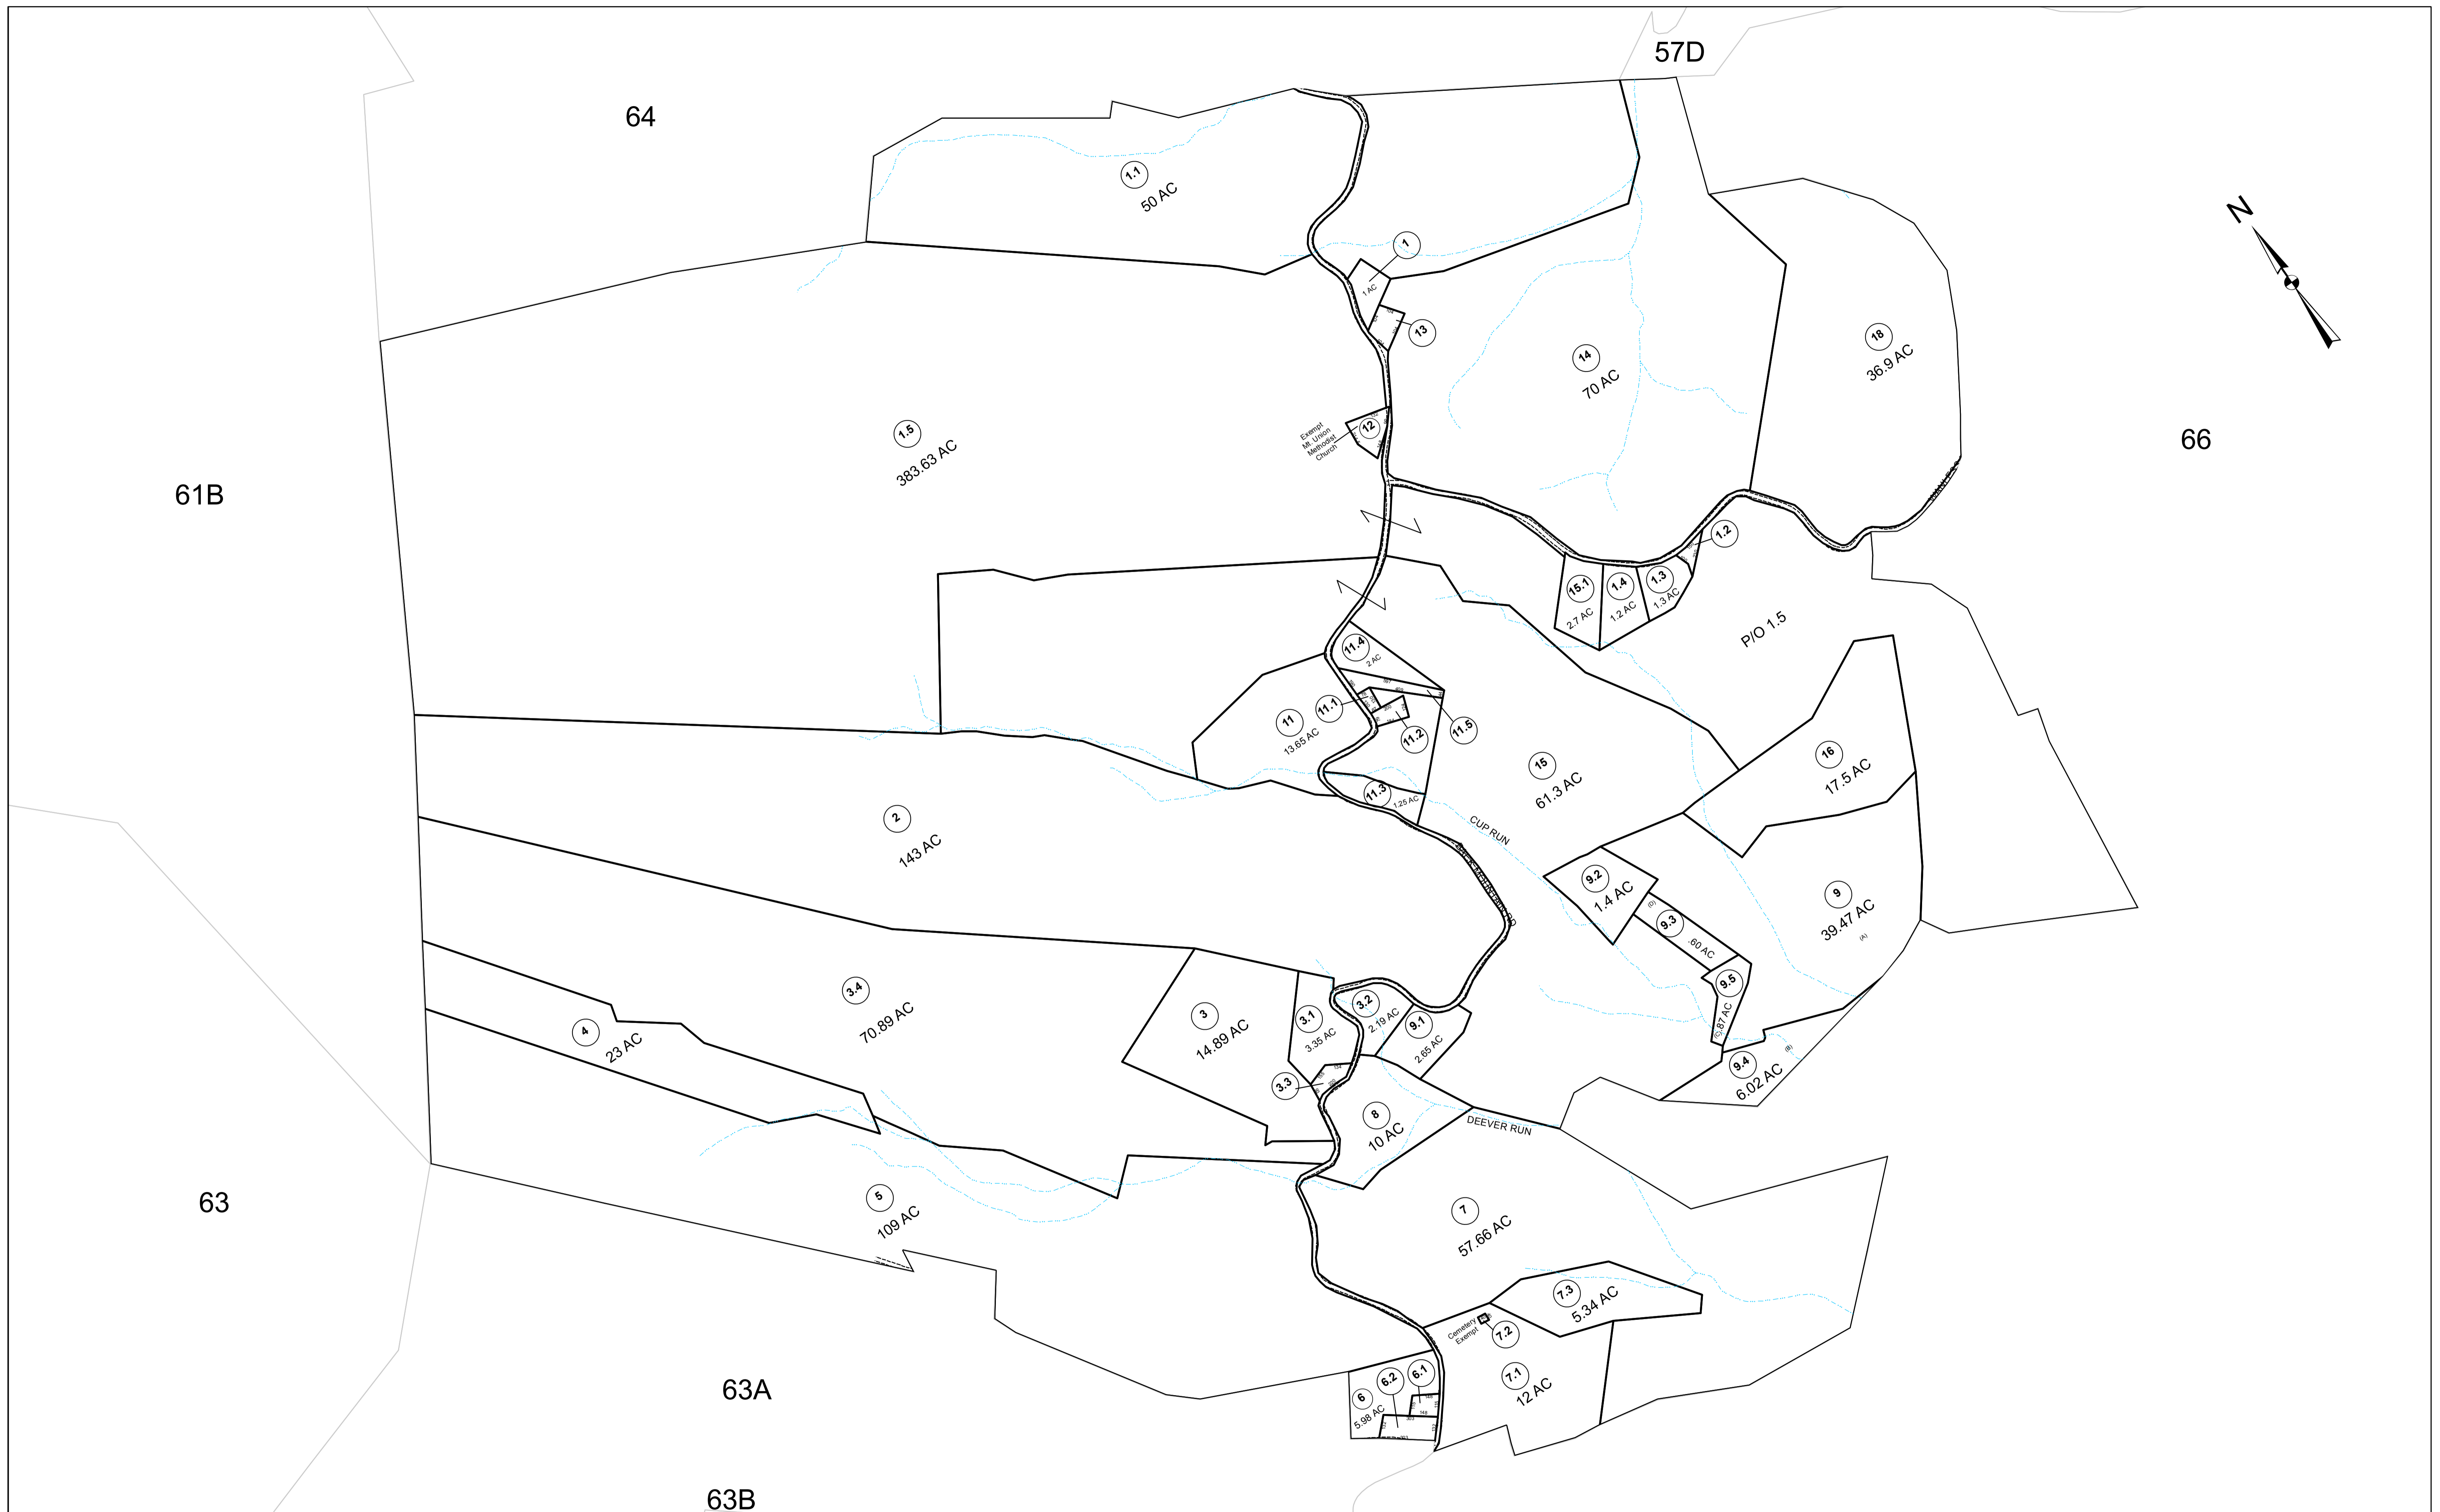 57D
64
1.1
50 AC
N
1
1 AC
13
18
36.9 AC
14
70 AC
1.5
383.63 AC
Exempt
Mt. Union
Methodist
Church
12
66
61B
1.2
1.3
1.3 AC
1.4
1.2 AC
15.1
2.7 AC
P/O 1.5
11.4
2 AC
11.1
11
13.65 AC
11.2
11.5
15
61.3 AC
16
17.5 AC
11.3
1.25 AC
2
143 AC
CUP RUN
9.2
1.4 AC
(D)
9.3
.60 AC
9
39.47 AC
(A)
9.5
.87 AC
(C)
3.4
70.89 AC
3
14.89 AC
3.1
3.35 AC
3.2
2.19 AC
9.1
2.65 AC
4
23 AC
3.3
9.4
6.02 AC
(B)
8
10 AC
DEEVER RUN
63
5
109 AC
7
57.66 AC
7.3
5.34 AC
Cemetery
Exempt
7.2
7.1
12 AC
6
5.98 AC
6.2
6.1
148
303
63A
63B